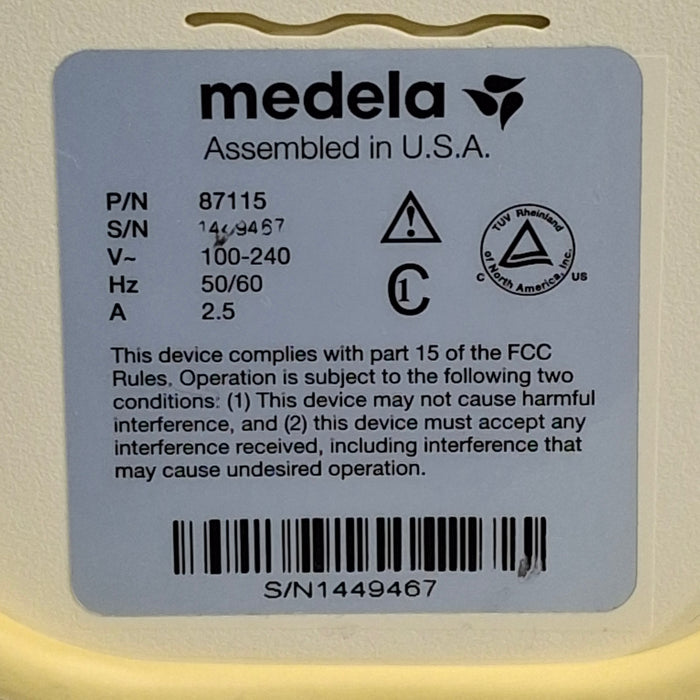 medela
Assembled in U.S.A.
P/N 87115
S/N 1449467
V~ 100-240
Hz 50/60
A 2.5
C1
TUV Rheinland
of North America, Inc.
C US
This device complies with part 15 of the FCC
Rules. Operation is subject to the following two
conditions: (1) This device may not cause harmful
interference, and (2) this device must accept any
interference received, including interference that
may cause undesired operation.
S/N1449467